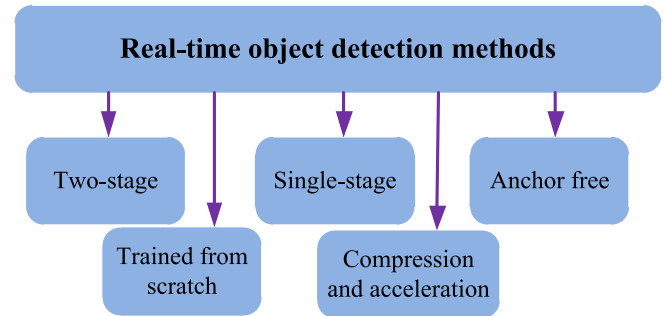 Real-time object detection methods
Two-stage
Single-stage
Anchor free
Trained from
scratch
Compression
and acceleration